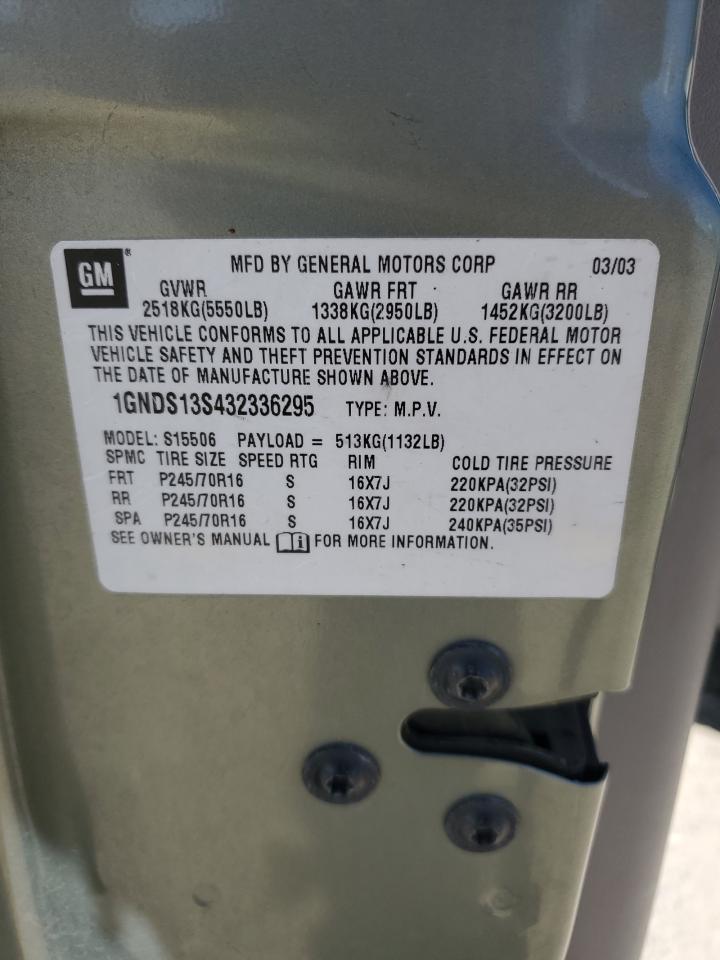 GM® MFD BY GENERAL MOTORS CORP 03/03
GVWR GAWR FRT GAWR RR
2518KG(5550LB) 1338KG(2950LB) 1452KG(3200LB)
THIS VEHICLE CONFORMS TO ALL APPLICABLE U.S. FEDERAL MOTOR
VEHICLE SAFETY AND THEFT PREVENTION STANDARDS IN EFFECT ON
THE DATE OF MANUFACTURE SHOWN ABOVE.
1GNDS13S432336295 TYPE: M.P.V.
MODEL: S15506 PAYLOAD = 513KG(1132LB)
SPMC TIRE SIZE SPEED RTG RIM COLD TIRE PRESSURE
FRT P245/70R16 S 16X7J 220KPA(32PSI)
RR P245/70R16 S 16X7J 220KPA(32PSI)
SPA P245/70R16 S 16X7J 240KPA(35PSI)
SEE OWNER'S MANUAL FOR MORE INFORMATION.